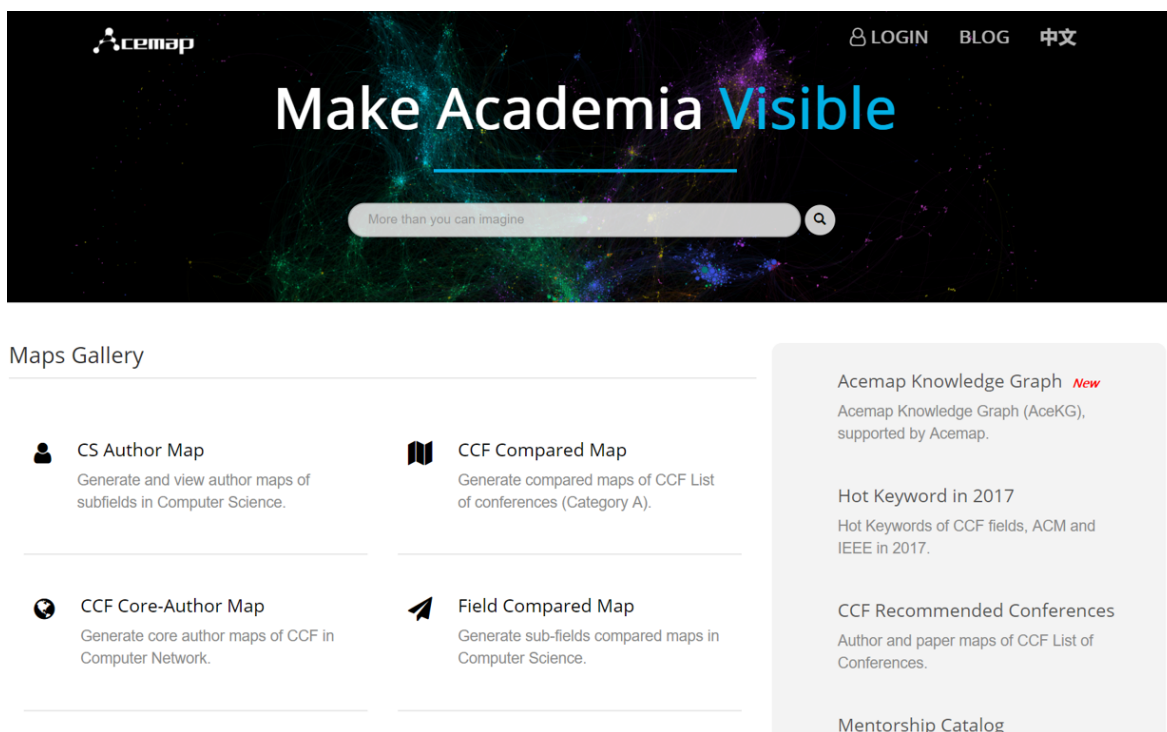 Acemap
LOGIN BLOG 中文
Make Academia Visible
More than you can imagine
Maps Gallery
CS Author Map
Generate and view author maps of
subfields in Computer Science.
CCF Compared Map
Generate compared maps of CCF List
of conferences (Category A).
CCF Core-Author Map
Generate core author maps of CCF in
Computer Network.
Field Compared Map
Generate sub-fields compared maps in
Computer Science.
Acemap Knowledge Graph New
Acemap Knowledge Graph (AceKG),
supported by Acemap.
Hot Keyword in 2017
Hot Keywords of CCF fields, ACM and
IEEE in 2017.
CCF Recommended Conferences
Author and paper maps of CCF List of
Conferences.
Mentorship Catalog